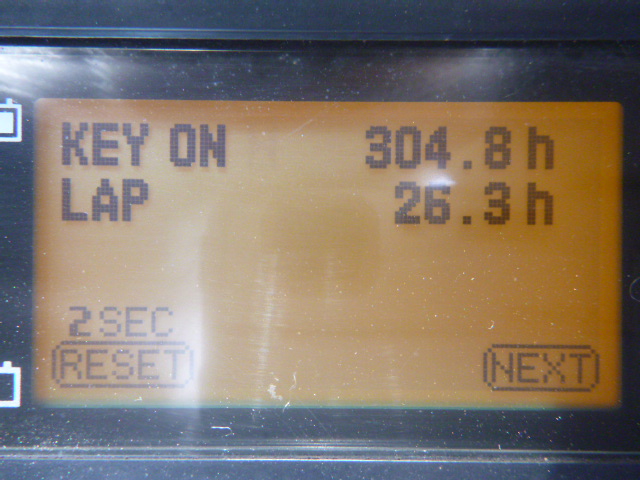 KEY ON 304.8 h
LAP 26.3 h
2 SEC
RESET NEXT